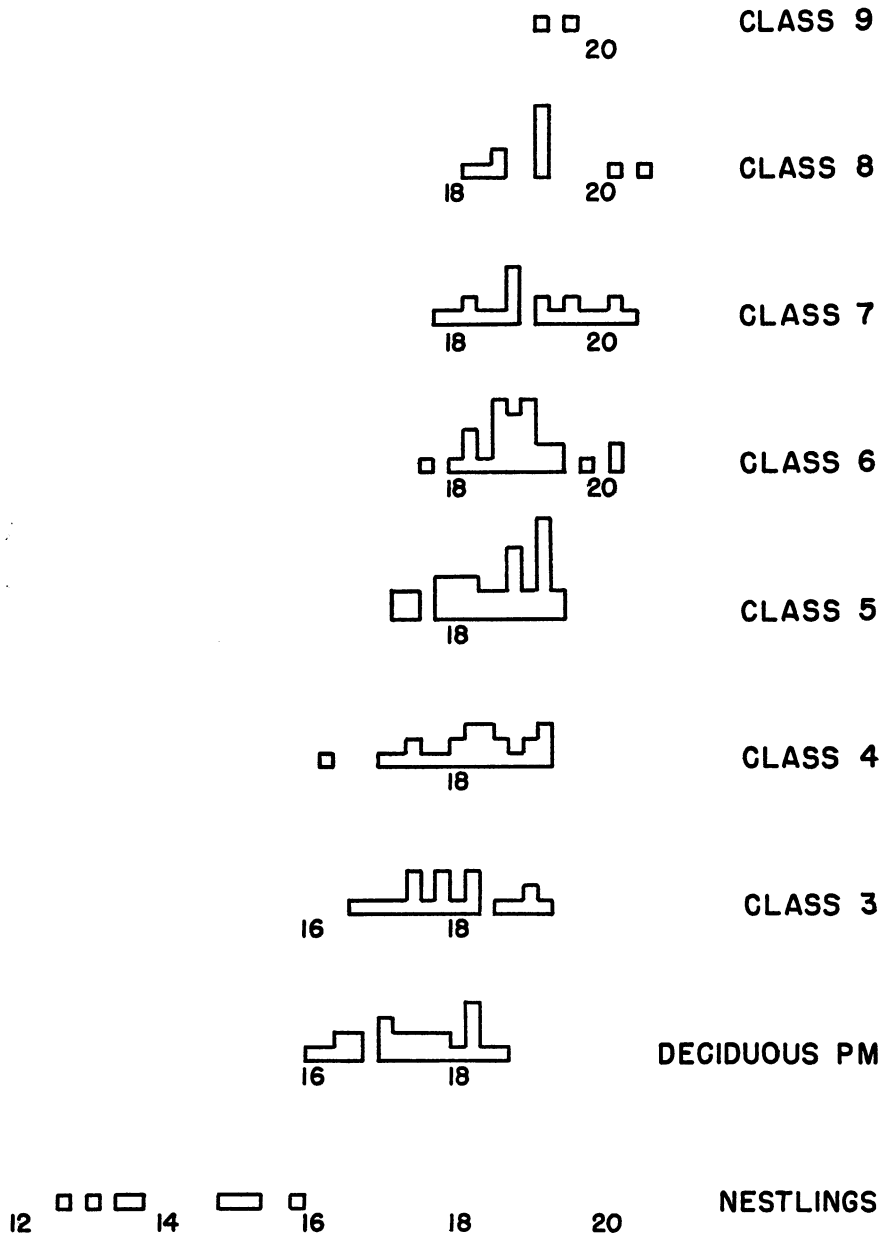 CLASS 9
20
CLASS 8
18 20
CLASS 7
18 20
CLASS 6
18 20
CLASS 5
18
CLASS 4
18
CLASS 3
16 18
DECIDUOUS PM
16 18
NESTLINGS
12 14 16 18 20